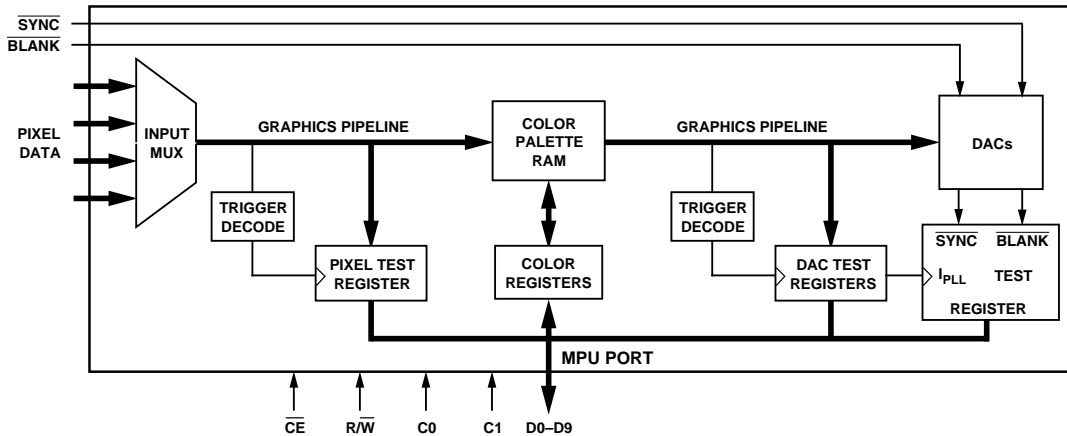 SYNC
BLANK
PIXEL
DATA
INPUT
MUX
GRAPHICS PIPELINE
COLOR
PALETTE
RAM
GRAPHICS PIPELINE
DACs
TRIGGER
DECODE
TRIGGER
DECODE
PIXEL TEST
REGISTER
COLOR
REGISTERS
DAC TEST
REGISTERS
SYNC BLANK
IPLL TEST
REGISTER
MPU PORT
CE
R/W
C0
C1
D0–D9